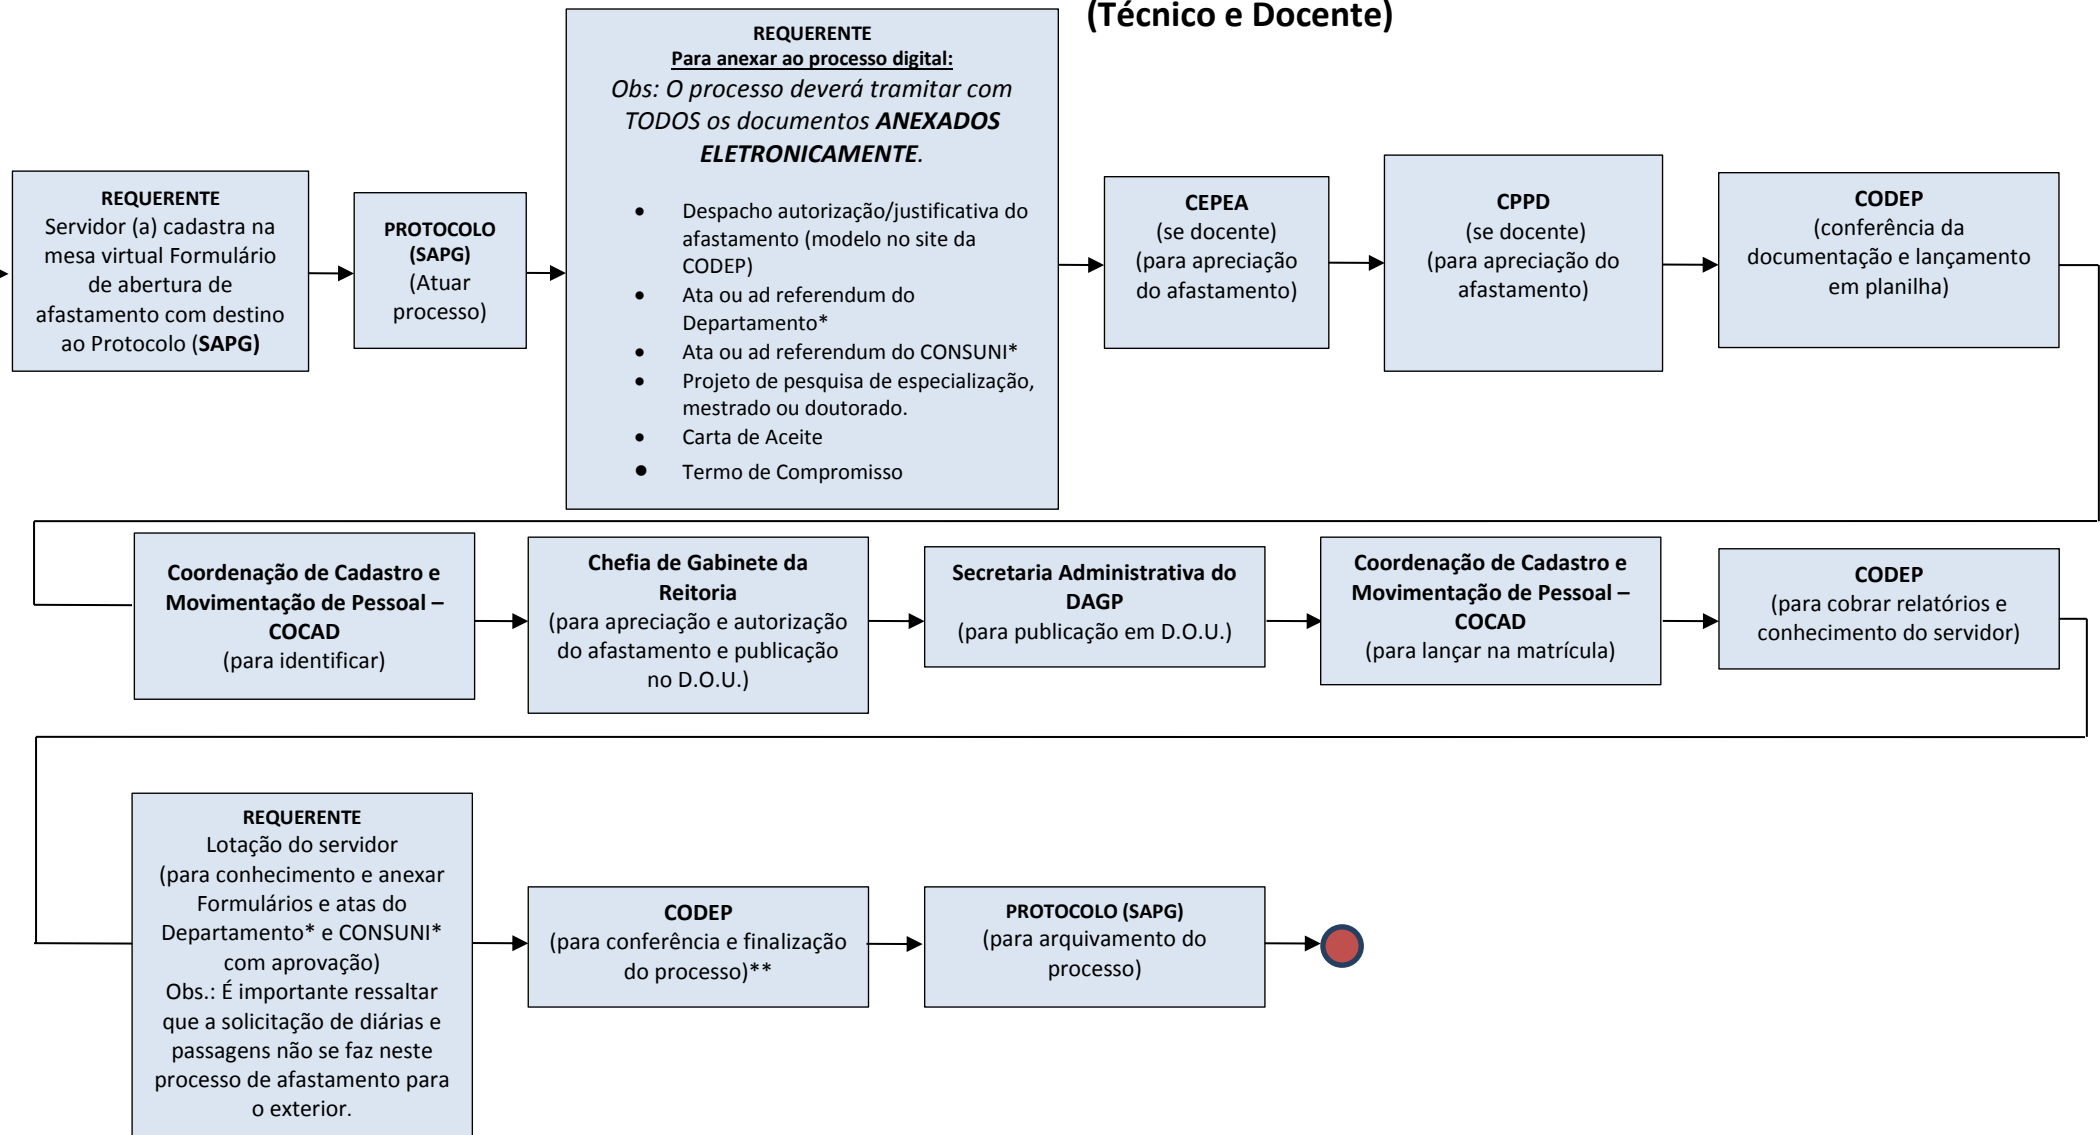 (Técnico e Docente)
REQUERENTE
Servidor (a) cadastra na
mesa virtual Formulário
de abertura de
afastamento com destino
ao Protocolo (SAPG)
PROTOCOLO
(SAPG)
(Atuar
processo)
REQUERENTE
Para anexar ao processo digital:
Obs: O processo deverá tramitar com
TODOS os documentos ANEXADOS
ELETRONICAMENTE.
• Despacho autorização/justificativa do
afastamento (modelo no site da
CODEP)
• Ata ou ad referendum do
Departamento*
• Ata ou ad referendum do CONSUNI*
• Projeto de pesquisa de especialização,
mestrado ou doutorado.
• Carta de Aceite
• Termo de Compromisso
CEPEA
(se docente)
(para apreciação
do afastamento)
CPPD
(se docente)
(para apreciação do
afastamento)
CODEP
(conferência da
documentação e lançamento
em planilha)
Coordenação de Cadastro e
Movimentação de Pessoal –
COCAD
(para identificar)
Chefia de Gabinete da
Reitoria
(para apreciação e autorização
do afastamento e publicação
no D.O.U.)
Secretaria Administrativa do
DAGP
(para publicação em D.O.U.)
Coordenação de Cadastro e
Movimentação de Pessoal –
COCAD
(para lançar na matrícula)
CODEP
(para cobrar relatórios e
conhecimento do servidor)
REQUERENTE
Lotação do servidor
(para conhecimento e anexar
Formulários e atas do
Departamento* e CONSUNI*
com aprovação)
Obs.: É importante ressaltar
que a solicitação de diárias e
passagens não se faz neste
processo de afastamento para
o exterior.
CODEP
(para conferência e finalização
do processo)**
PROTOCOLO (SAPG)
(para arquivamento do
processo)